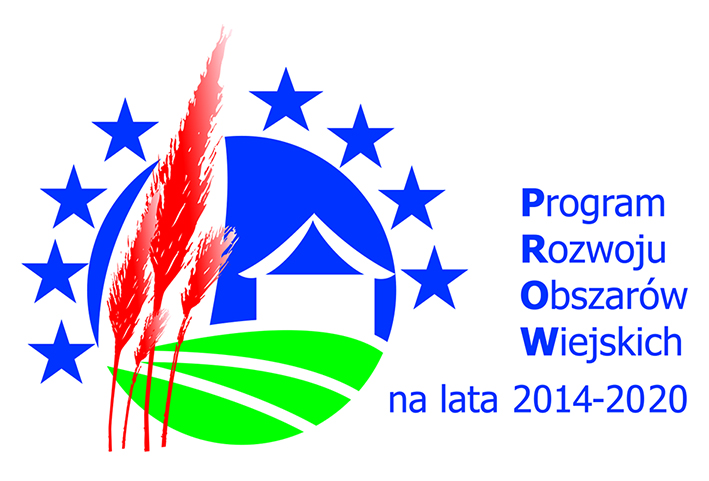 Program
Rozwoju
Obszarów
Wiejskich
na lata 2014-2020